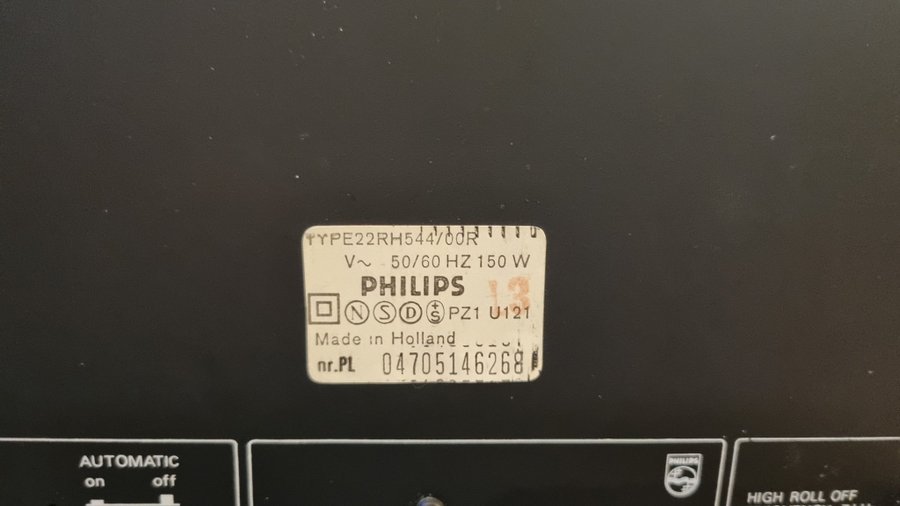 TYPE22RH544/00R
V~ 50/60 HZ 150 W
PHILIPS 13
N S D +S PZ1 U121
Made in Holland
nr.PL 04705146268
AUTOMATIC
on off
PHILIPS
HIGH ROLL OFF